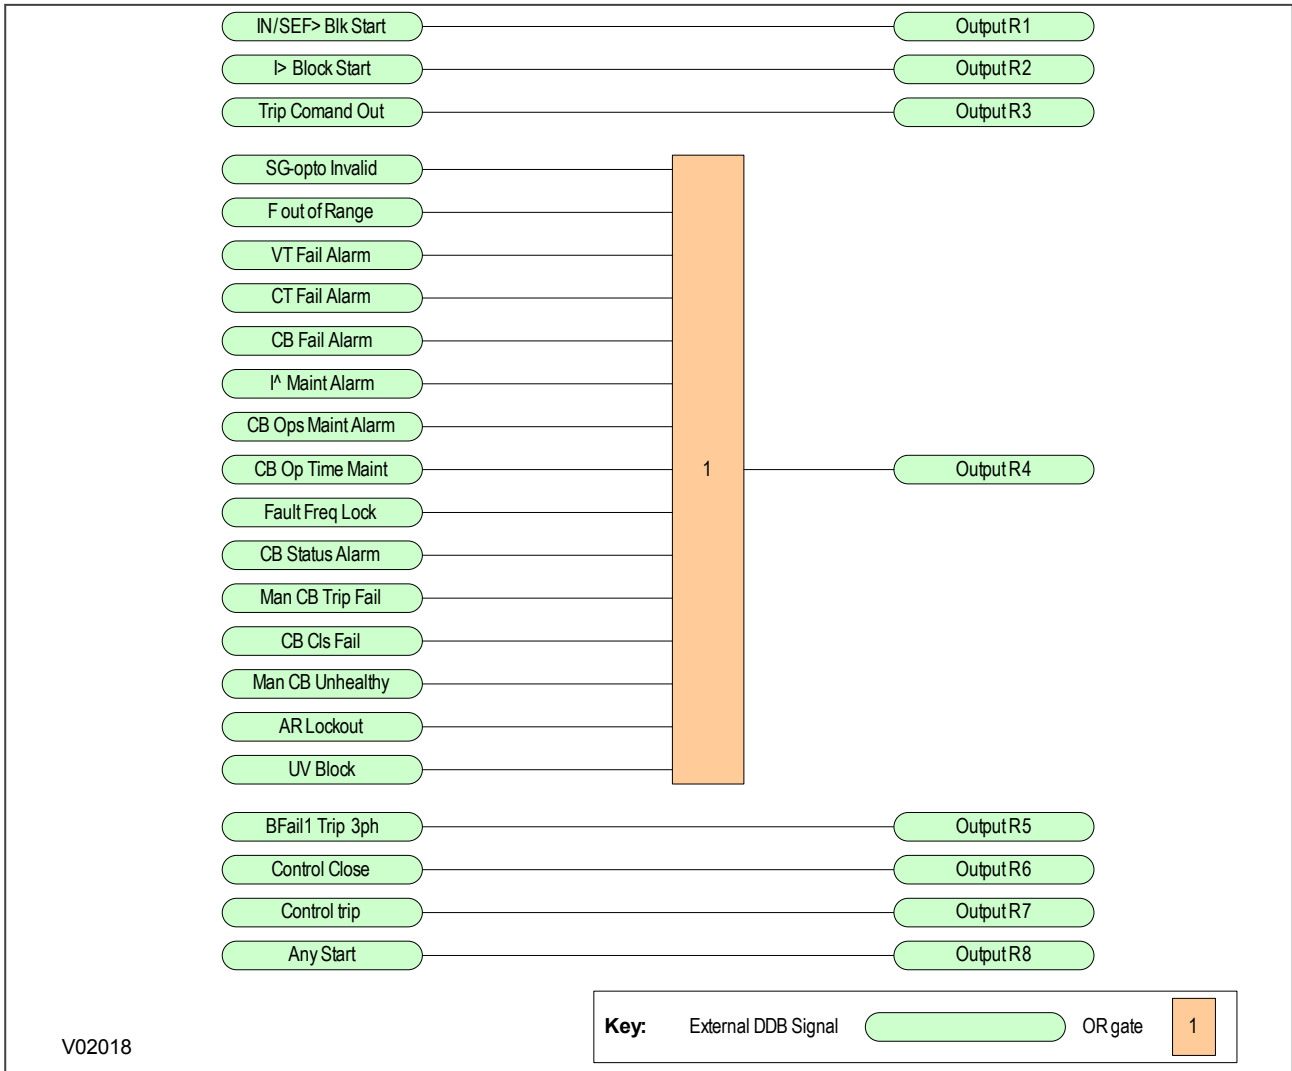 IN/SEF> Blk Start Output R1
I> Block Start Output R2
Trip Comand Out Output R3
SG-opto Invalid
F out of Range
VT Fail Alarm
CT Fail Alarm
CB Fail Alarm
I^ Maint Alarm
CB Ops Maint Alarm
CB Op Time Maint 1 Output R4
Fault Freq Lock
CB Status Alarm
Man CB Trip Fail
CB Cls Fail
Man CB Unhealthy
AR Lockout
UV Block
BFail1 Trip 3ph Output R5
Control Close Output R6
Control trip Output R7
Any Start Output R8
Key: External DDB Signal OR gate 1
V02018